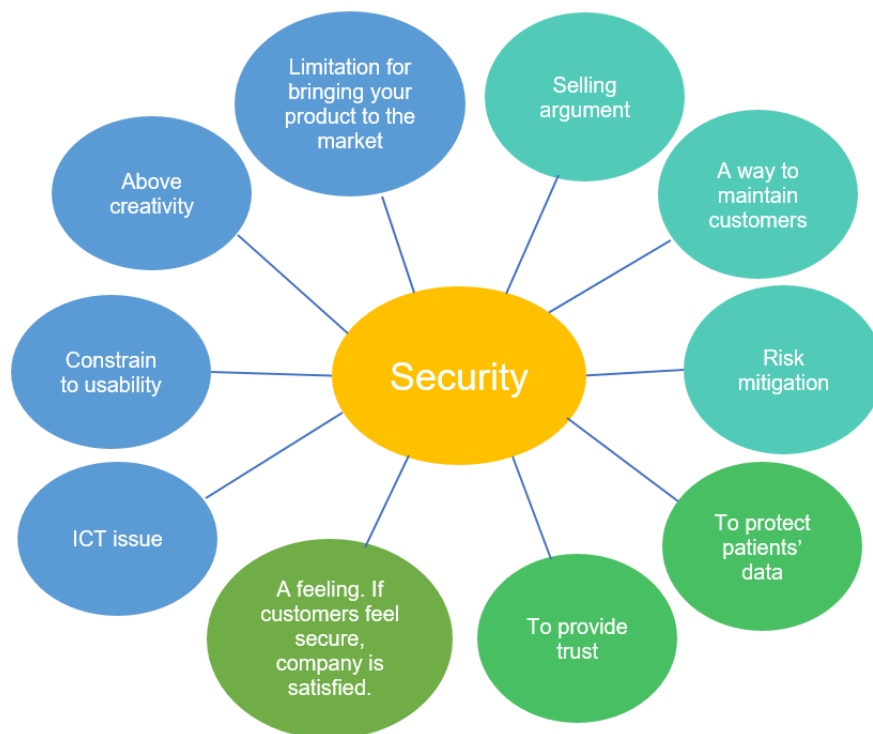 Limitation for
bringing your
product to the
market
Selling
argument
A way to
maintain
customers
Risk
mitigation
To protect
patients’
data
To provide
trust
A feeling. If
customers feel
secure,
company is
satisfied.
ICT issue
Constrain
to usability
Above
creativity
Security